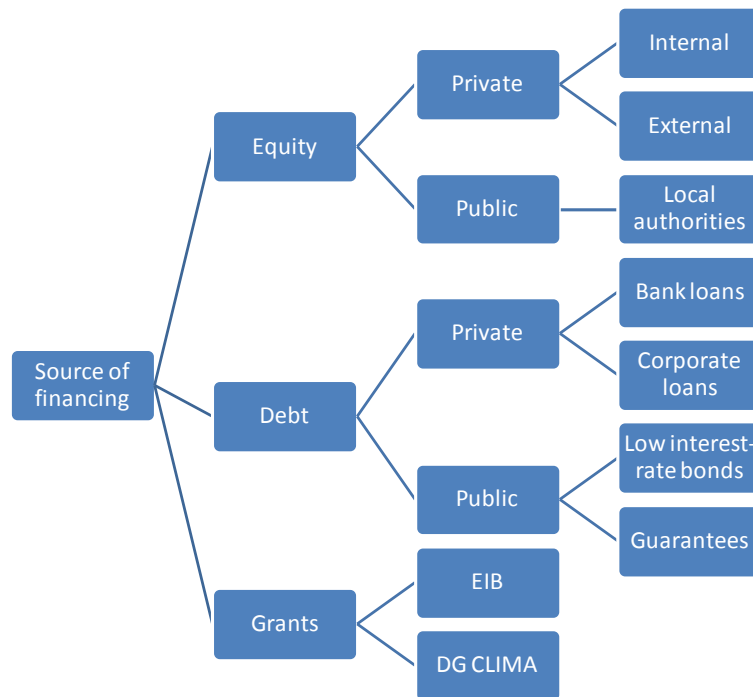 Source of
financing
Equity
Private
Internal
External
Public
Local
authorities
Debt
Private
Bank loans
Corporate
loans
Public
Low interest-
rate bonds
Guarantees
Grants
EIB
DG CLIMA